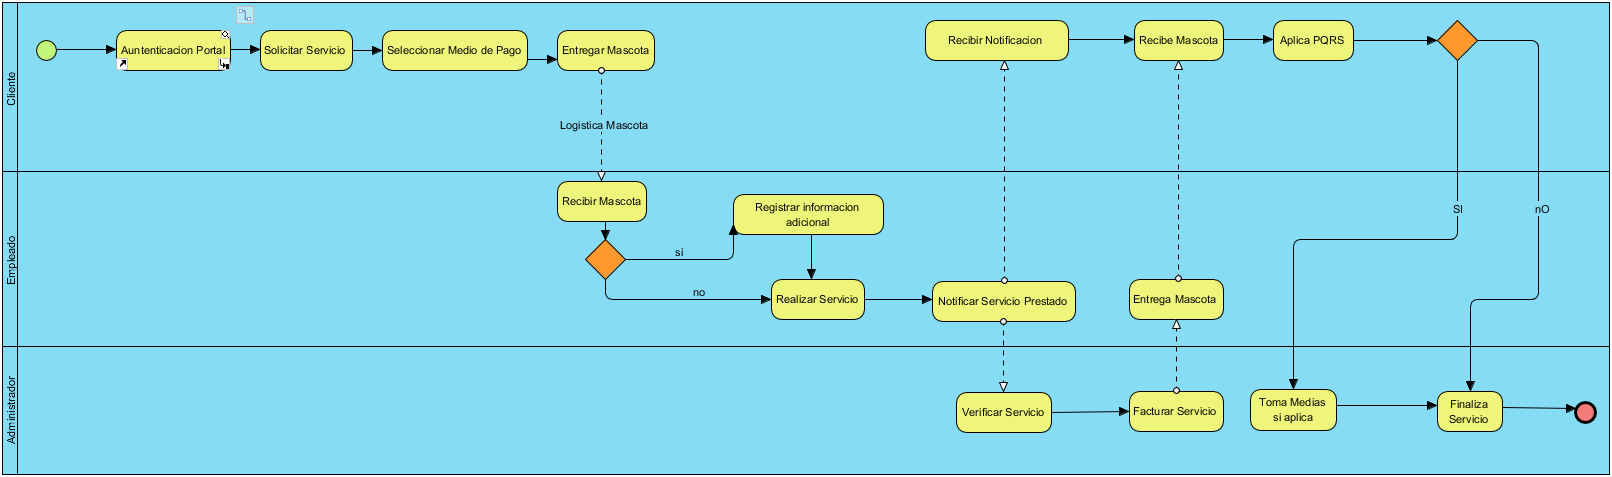 Cliente
Auntenticacion Portal
Solicitar Servicio
Seleccionar Medio de Pago
Entregar Mascota
Recibir Notificacion
Recibe Mascota
Aplica PQRS
Logistica Mascota
Empleado
Recibir Mascota
Registrar informacion
adicional
si
no
Realizar Servicio
Notificar Servicio Prestado
Entrega Mascota
SI
nO
Administrador
Verificar Servicio
Facturar Servicio
Toma Medias
si aplica
Finaliza
Servicio